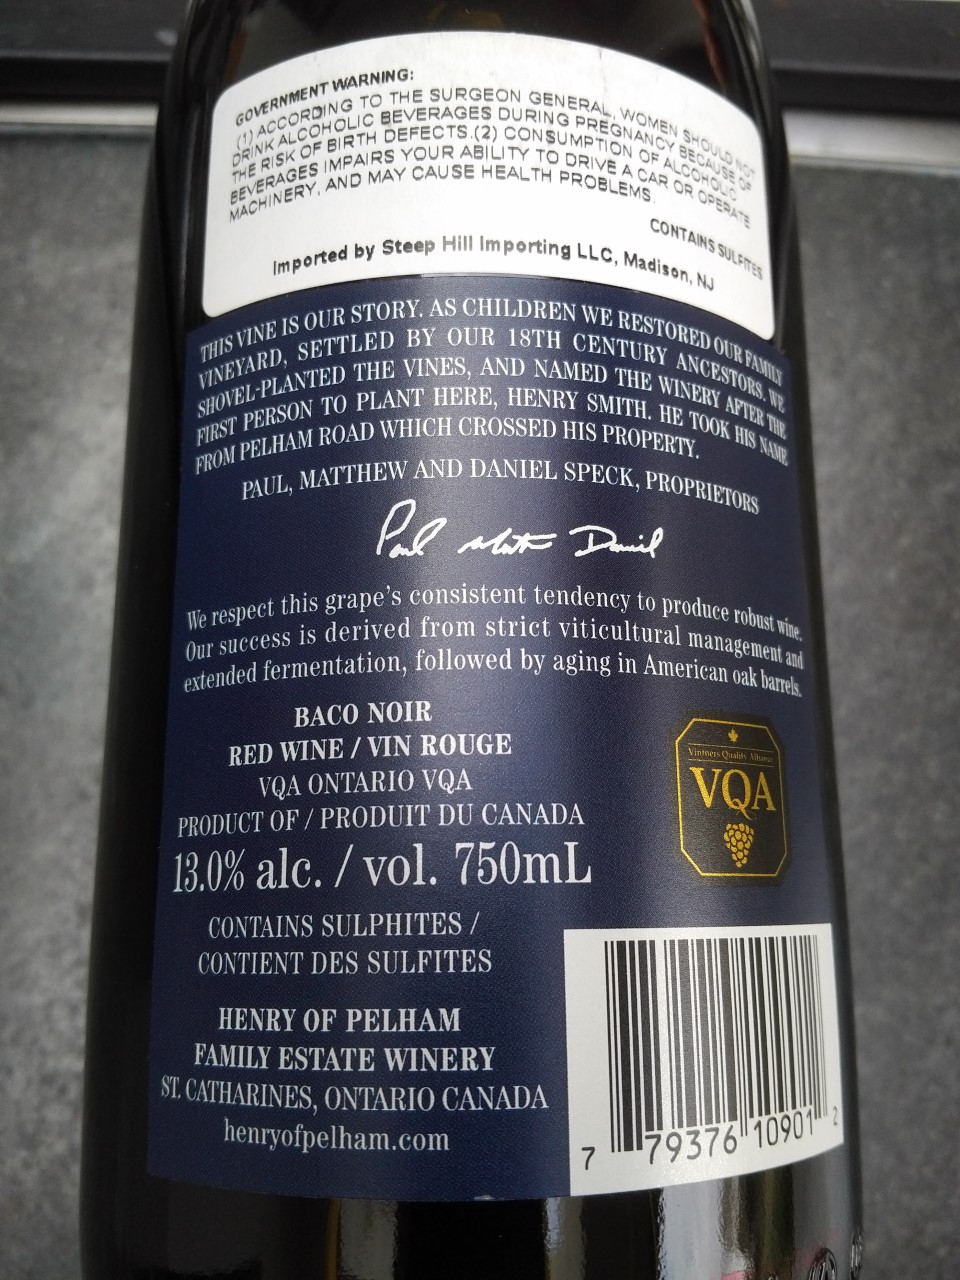 GOVERNMENT WARNING:
(1) ACCORDING TO THE SURGEON GENERAL, WOMEN SHOULD NOT
DRINK ALCOHOLIC BEVERAGES DURING PREGNANCY BECAUSE OF
THE RISK OF BIRTH DEFECTS.(2) CONSUMPTION OF ALCOHOLIC
BEVERAGES IMPAIRS YOUR ABILITY TO DRIVE A CAR OR OPERATE
MACHINERY, AND MAY CAUSE HEALTH PROBLEMS.
CONTAINS SULFITES
Imported by Steep Hill Importing LLC, Madison, NJ
THIS VINE IS OUR STORY. AS CHILDREN WE RESTORED OUR FAMILY
VINEYARD, SETTLED BY OUR 18TH CENTURY ANCESTORS. WE
SHOVEL-PLANTED THE VINES, AND NAMED THE WINERY AFTER THE
FIRST PERSON TO PLANT HERE, HENRY SMITH. HE TOOK HIS NAME
FROM PELHAM ROAD WHICH CROSSED HIS PROPERTY.
PAUL, MATTHEW AND DANIEL SPECK, PROPRIETORS
Paul Matt Daniel
We respect this grape's consistent tendency to produce robust wine.
Our success is derived from strict viticultural management and
extended fermentation, followed by aging in American oak barrels.
BACO NOIR
RED WINE / VIN ROUGE
VQA ONTARIO VQA
PRODUCT OF / PRODUIT DU CANADA
13.0% alc. / vol. 750mL
CONTAINS SULPHITES /
CONTIENT DES SULFITES
HENRY OF PELHAM
FAMILY ESTATE WINERY
ST. CATHARINES, ONTARIO CANADA
henryofpelham.com
Vintners Quality Alliance
VQA
7 79376 10901 2